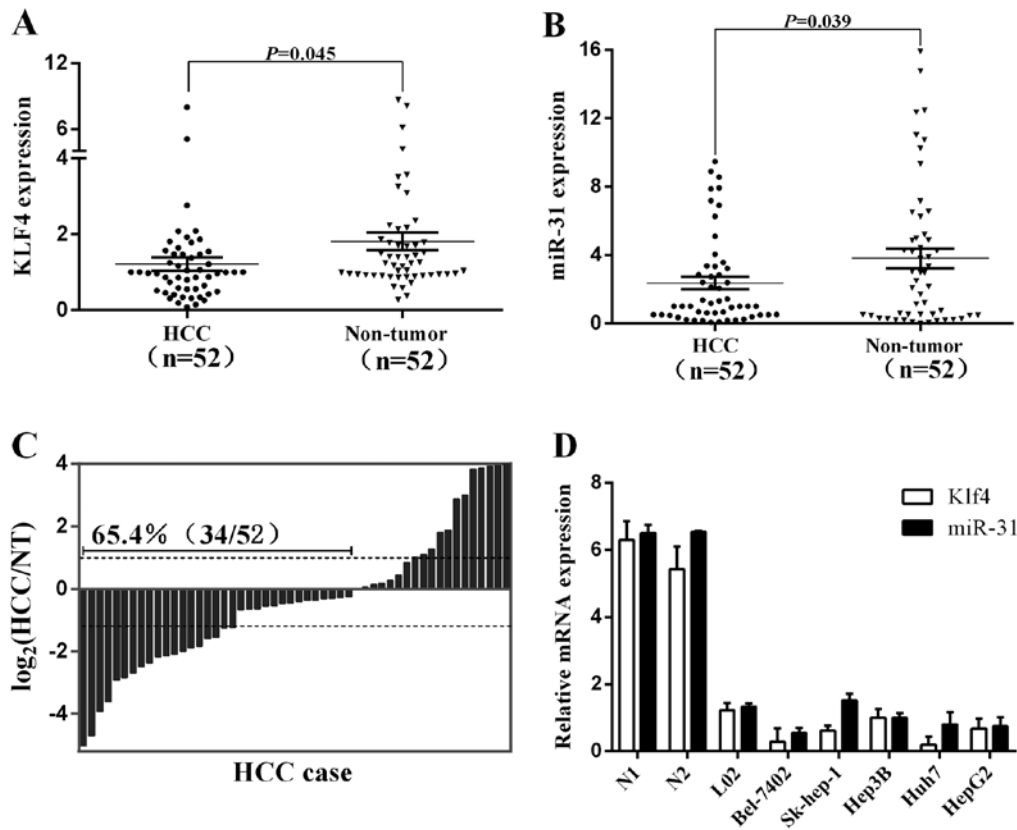 A
P=0.045
KLF4 expression
12
6
4
2
0
HCC
（n=52）
Non-tumor
（n=52）
B
P=0.039
miR-31 expression
16
12
8
4
0
HCC
（n=52）
Non-tumor
（n=52）
C
log2(HCC/NT)
4
2
0
-2
-4
65.4%（34/52）
HCC case
D
Relative mRNA expression
8
6
4
2
0
Klf4
miR-31
N1
N2
L02
Bel-7402
Sk-hep-1
Hep3B
Huh7
HepG2